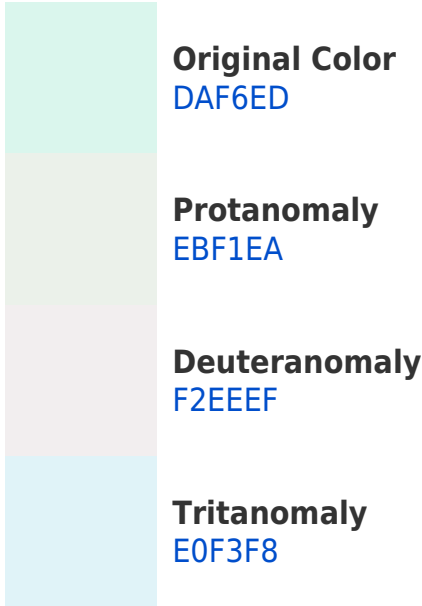 Original Color
DAF6ED
Protanomaly
EBF1EA
Deuteranomaly
F2EEEF
Tritanomaly
E0F3F8